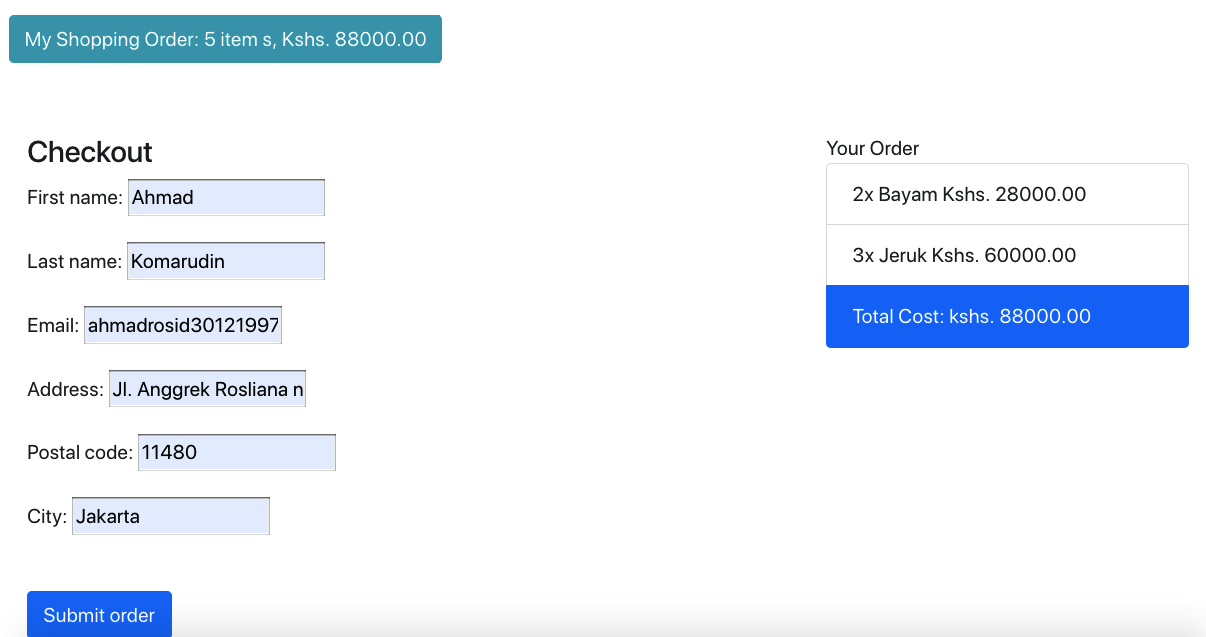 My Shopping Order: 5 item s, Kshs. 88000.00
Checkout
First name: Ahmad
Last name: Komarudin
Email: ahmadrosid30121997
Address: Jl. Anggrek Rosliana n
Postal code: 11480
City: Jakarta
Submit order
Your Order
2x Bayam Kshs. 28000.00
3x Jeruk Kshs. 60000.00
Total Cost: kshs. 88000.00